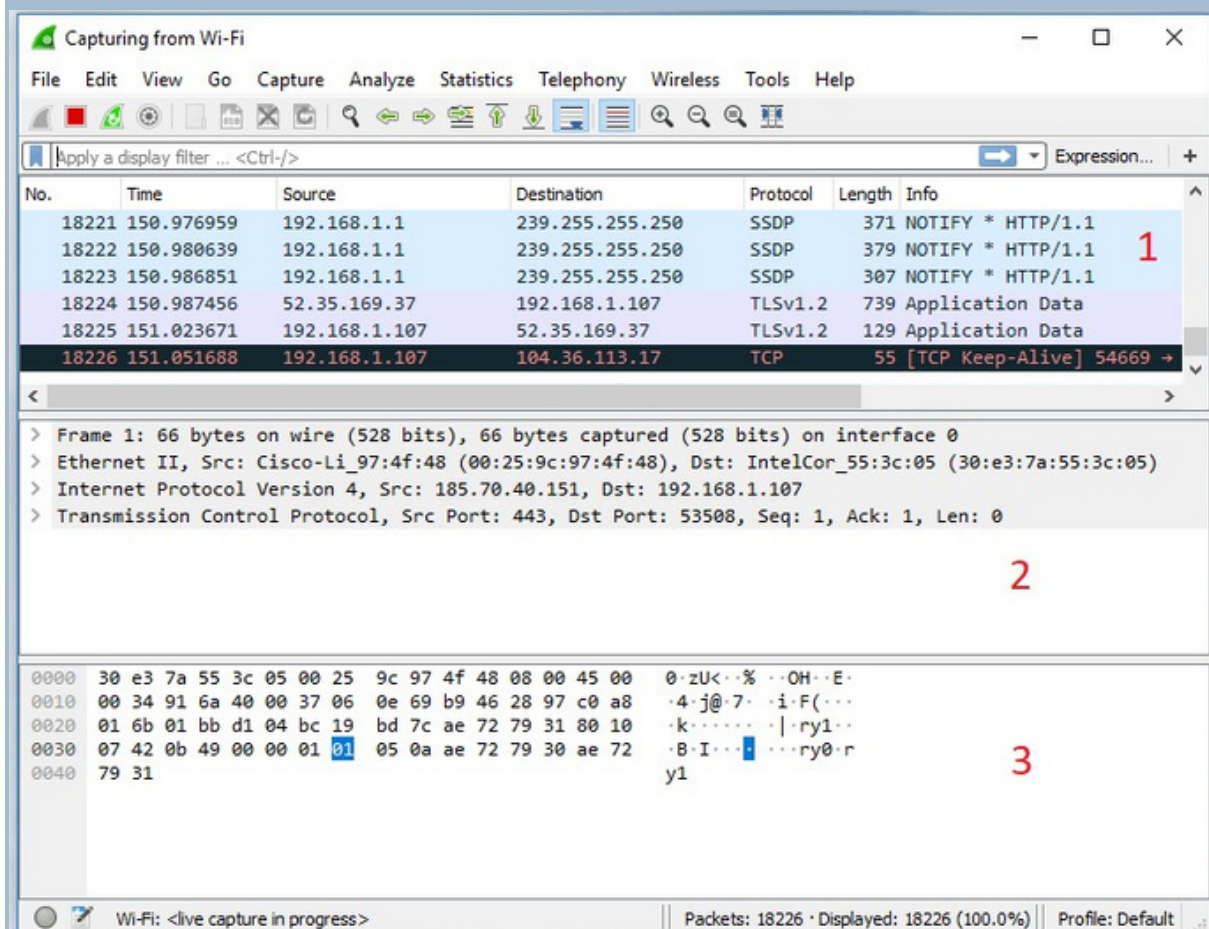 Capturing from Wi-Fi
File Edit View Go Capture Analyze Statistics Telephony Wireless Tools Help
Apply a display filter ... <Ctrl-/> Expression... +
No. Time Source Destination Protocol Length Info
18221 150.976959 192.168.1.1 239.255.255.250 SSDP 371 NOTIFY * HTTP/1.1
1
18222 150.980639 192.168.1.1 239.255.255.250 SSDP 379 NOTIFY * HTTP/1.1
18223 150.986851 192.168.1.1 239.255.255.250 SSDP 307 NOTIFY * HTTP/1.1
18224 150.987456 52.35.169.37 192.168.1.107 TLSv1.2 739 Application Data
18225 151.023671 192.168.1.107 52.35.169.37 TLSv1.2 129 Application Data
18226 151.051688 192.168.1.107 104.36.113.17 TCP 55 [TCP Keep-Alive] 54669 →
> Frame 1: 66 bytes on wire (528 bits), 66 bytes captured (528 bits) on interface 0
> Ethernet II, Src: Cisco-Li_97:4f:48 (00:25:9c:97:4f:48), Dst: IntelCor_55:3c:05 (30:e3:7a:55:3c:05)
> Internet Protocol Version 4, Src: 185.70.40.151, Dst: 192.168.1.107
> Transmission Control Protocol, Src Port: 443, Dst Port: 53508, Seq: 1, Ack: 1, Len: 0
2
0000 30 e3 7a 55 3c 05 00 25 9c 97 4f 48 08 00 45 00 0·zU<··% ··OH··E·
0010 00 34 91 6a 40 00 37 06 0e 69 b9 46 28 97 c0 a8 ·4·j@·7· ·i·F(···
0020 01 6b 01 bb d1 04 bc 19 bd 7c ae 72 79 31 80 10 ·k······ ·|·ry1··
0030 07 42 0b 49 00 00 01 01 05 0a ae 72 79 30 ae 72 ·B·I···· ···ry0·r
0040 79 31 y1
3
Wi-Fi: <live capture in progress> Packets: 18226 · Displayed: 18226 (100.0%) Profile: Default